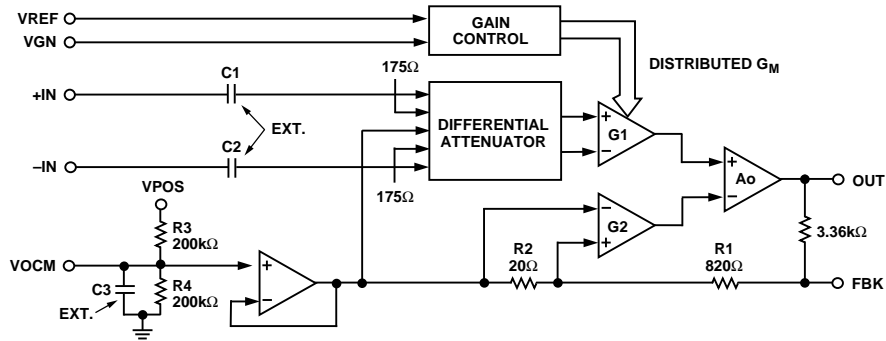 VREF
VGN
GAIN
CONTROL
C1
175Ω
DISTRIBUTED GM
+IN
+
EXT.
DIFFERENTIAL
ATTENUATOR
G1
–
C2
–IN
+
Ao
–
OUT
VPOS
175Ω
–
G2
+
R3
200kΩ
3.36kΩ
VOCM
+
R2
20Ω
R1
820Ω
C3
R4
200kΩ
–
FBK
EXT.